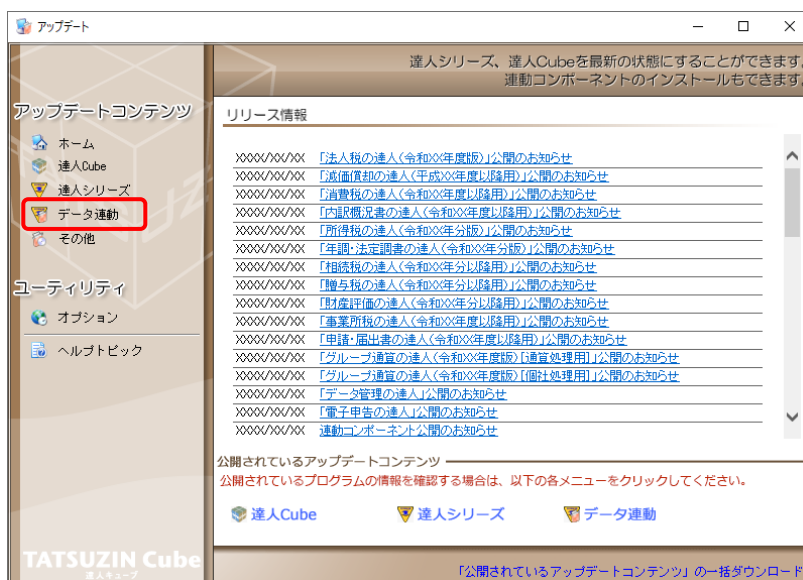 アップデート
達人シリーズ、達人Cubeを最新の状態にすることができます。
連動コンポーネントのインストールもできます。
アップデートコンテンツ
ホーム
達人Cube
達人シリーズ
データ連動
その他
ユーティリティ
オプション
ヘルプトピック
リリース情報
XXXX/XX/XX 「法人税の達人(令和XX年度版)」公開のお知らせ
XXXX/XX/XX 「減価償却の達人(平成XX年度以降用)」公開のお知らせ
XXXX/XX/XX 「消費税の達人(令和XX年度以降用)」公開のお知らせ
XXXX/XX/XX 「内訳概況書の達人(令和XX年度以降用)」公開のお知らせ
XXXX/XX/XX 「所得税の達人(令和XX年分版)」公開のお知らせ
XXXX/XX/XX 「年調・法定調書の達人(令和XX年分版)」公開のお知らせ
XXXX/XX/XX 「相続税の達人(令和XX年分以降用)」公開のお知らせ
XXXX/XX/XX 「贈与税の達人(令和XX年分以降用)」公開のお知らせ
XXXX/XX/XX 「財産評価の達人(令和XX年分以降用)」公開のお知らせ
XXXX/XX/XX 「事業所税の達人(令和XX年度以降用)」公開のお知らせ
XXXX/XX/XX 「申請・届出書の達人(令和XX年度以降用)」公開のお知らせ
XXXX/XX/XX 「グループ通算の達人(令和XX年度版)[通算処理用]」公開のお知らせ
XXXX/XX/XX 「グループ通算の達人(令和XX年度版)[個社処理用]」公開のお知らせ
XXXX/XX/XX 「データ管理の達人」公開のお知らせ
XXXX/XX/XX 「電子申告の達人」公開のお知らせ
XXXX/XX/XX 連動コンポーネント公開のお知らせ
公開されているアップデートコンテンツ
公開されているプログラムの情報を確認する場合は、以下の各メニューをクリックしてください。
達人Cube 達人シリーズ データ連動
TATSUZIN Cube
達人キューブ
「公開されているアップデートコンテンツ」の一括ダウンロード